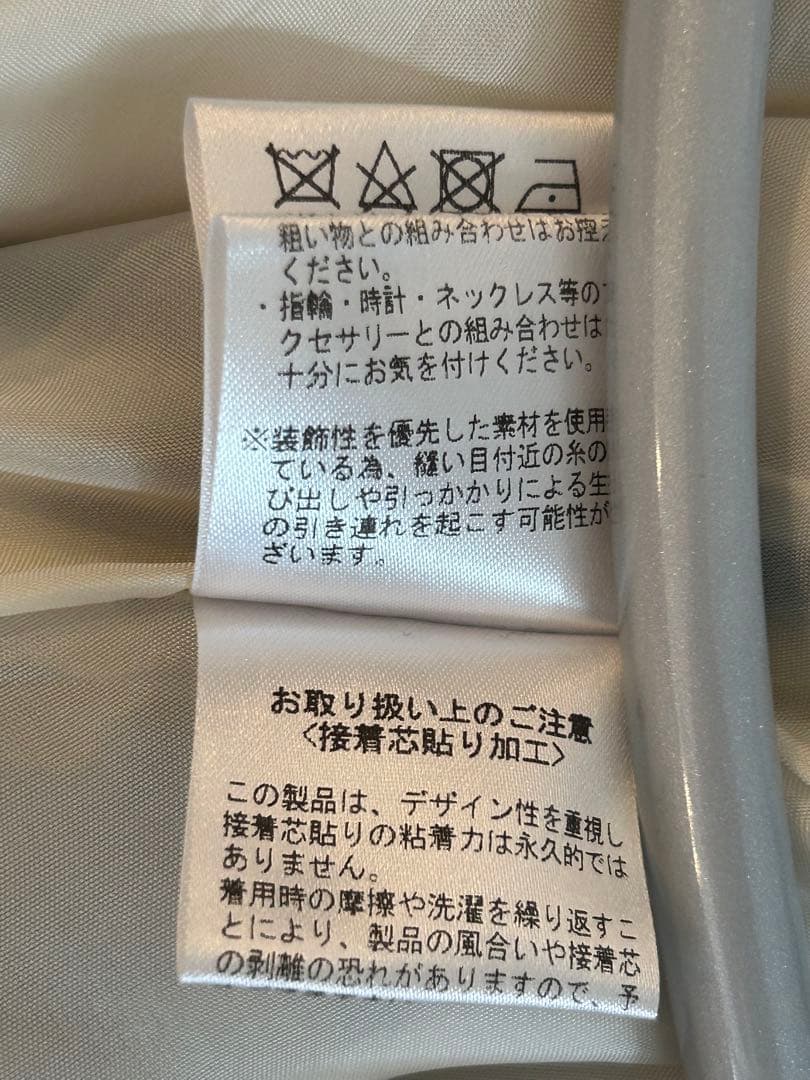 粗い物との組み合わせはお控え
ください。
・指輪・時計・ネックレス等の
クセサリーとの組み合わせは
十分にお気を付けください。
※装飾性を優先した素材を使用
ている為、縫い目付近の糸の
び出しや引っかかりによる生
の引き連れを起こす可能性が
ざいます。
お取り扱い上のご注意
〈接着芯貼り加工〉
この製品は、デザイン性を重視し
接着芯貼りの粘着力は永久的では
ありません。
着用時の摩擦や洗濯を繰り返すこ
とにより、製品の風合いや接着芯
の剥離の恐れがありますので、予